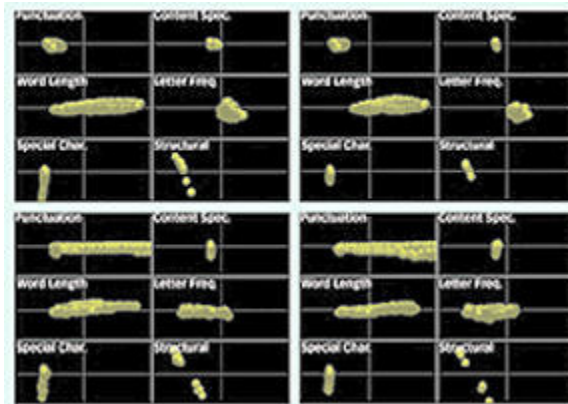 Punctuation Content Spec.
Word Length Letter Freq.
Special Char. Structural
Punctuation Content Spec.
Word Length Letter Freq.
Special Char. Structural
Punctuation Content Spec.
Word Length Letter Freq.
Special Char. Structural
Punctuation Content Spec.
Word Length Letter Freq.
Special Char. Structural